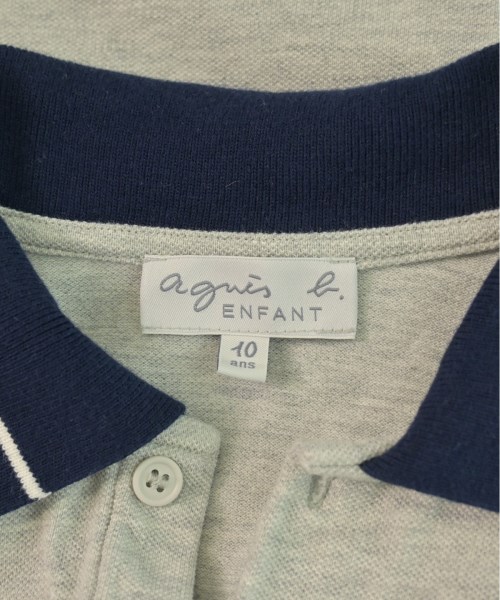 agnès b.
ENFANT
10
ans